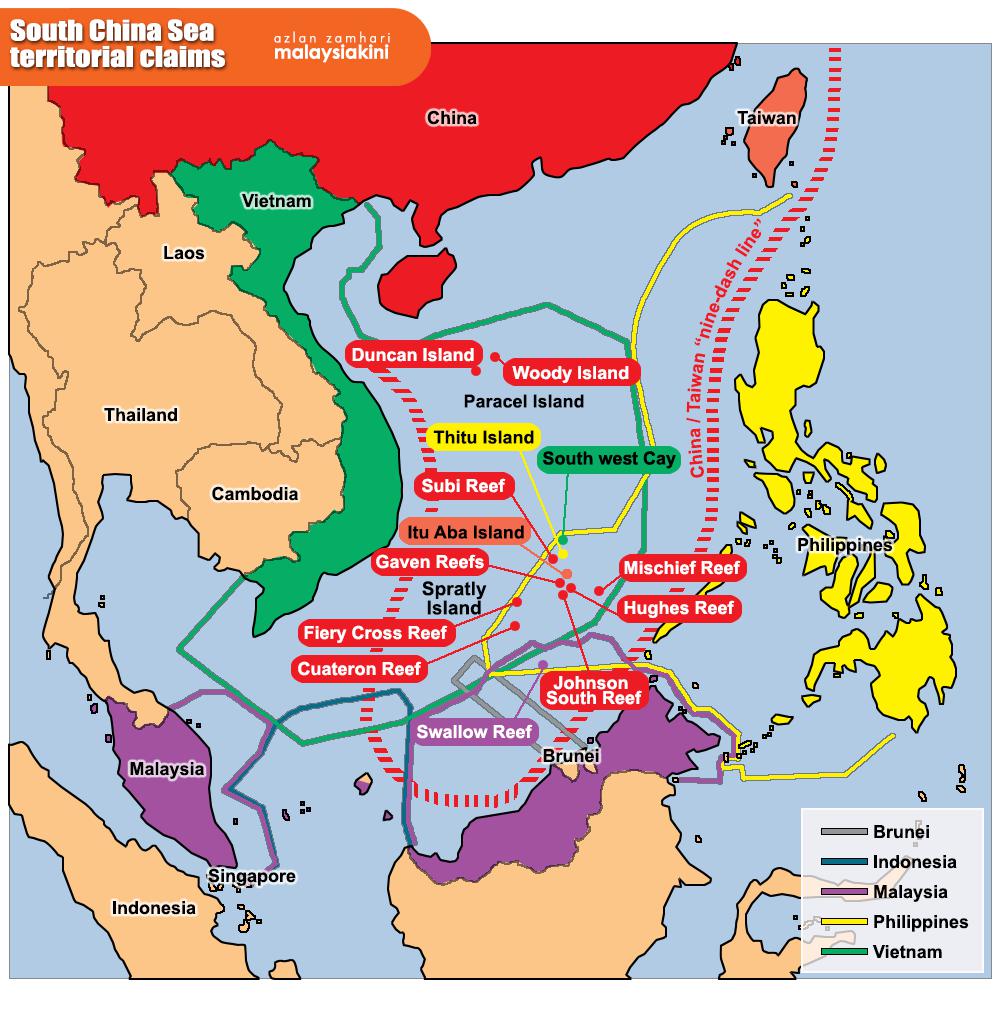 South China Sea
territorial claims
azlan zamhari
malaysiakini
China
Taiwan
Vietnam
Laos
China / Taiwan “nine-dash line”
Duncan Island
Woody Island
Paracel Island
Thailand
Thitu Island
South west Cay
Subi Reef
Cambodia
Itu Aba Island
Philippines
Gaven Reefs
Mischief Reef
Spratly
Island
Hughes Reef
Fiery Cross Reef
Cuateron Reef
Johnson
South Reef
Swallow Reef
Brunei
Malaysia
Singapore
Indonesia
Brunei
Indonesia
Malaysia
Philippines
Vietnam